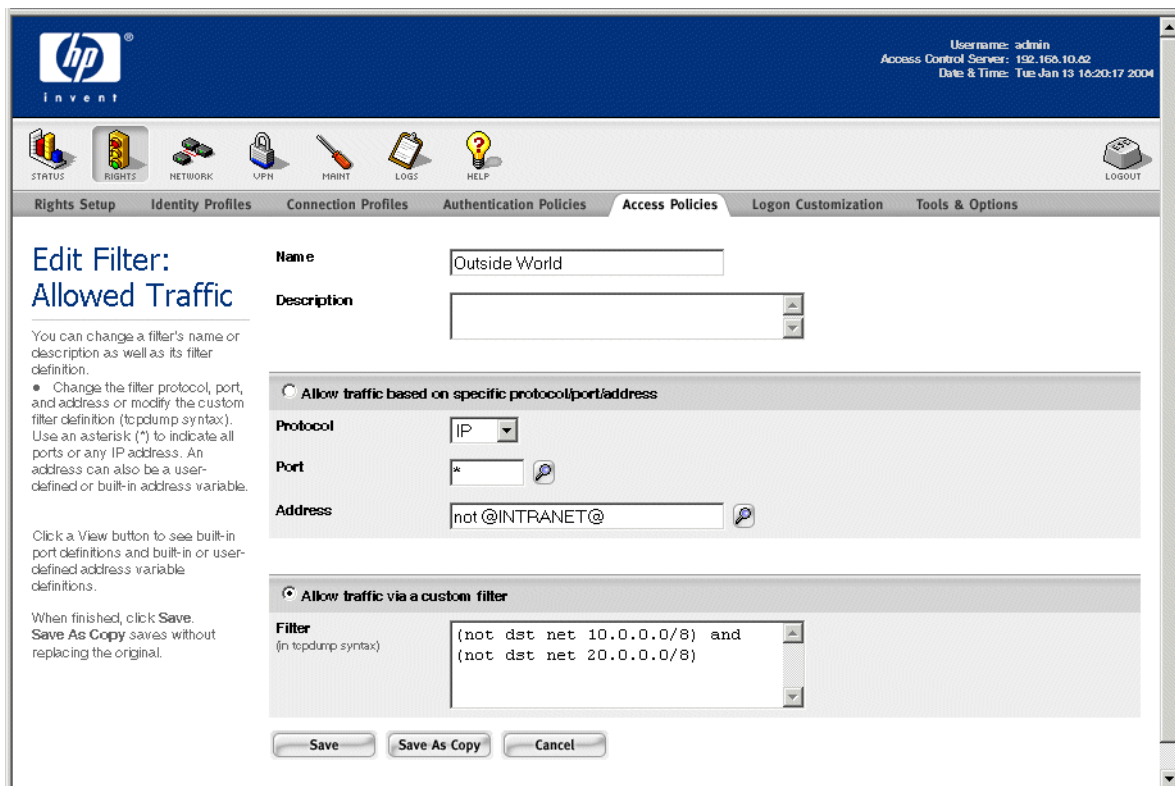 hp
®
invent
Username: admin
Access Control Server: 192.168.10.82
Date & Time: Tue Jan 13 18:20:17 2004
STATUS
RIGHTS
NETWORK
VPN
MAINT
LOGS
HELP
LOGOUT
Rights Setup
Identity Profiles
Connection Profiles
Authentication Policies
Access Policies
Logon Customization
Tools & Options
Edit Filter:
Allowed Traffic
You can change a filter's name or
description as well as its filter
definition.
• Change the filter protocol, port,
and address or modify the custom
filter definition (tcpdump syntax).
Use an asterisk (*) to indicate all
ports or any IP address. An
address can also be a user-
defined or built-in address variable.
Click a View button to see built-in
port definitions and built-in or user-
defined address variable
definitions.
When finished, click Save.
Save As Copy saves without
replacing the original.
Name
Outside World
Description
Allow traffic based on specific protocol/port/address
Protocol
IP
Port
*
Address
not @INTRANET@
Allow traffic via a custom filter
Filter
(in tcpdump syntax)
(not dst net 10.0.0.0/8) and
(not dst net 20.0.0.0/8)
Save
Save As Copy
Cancel